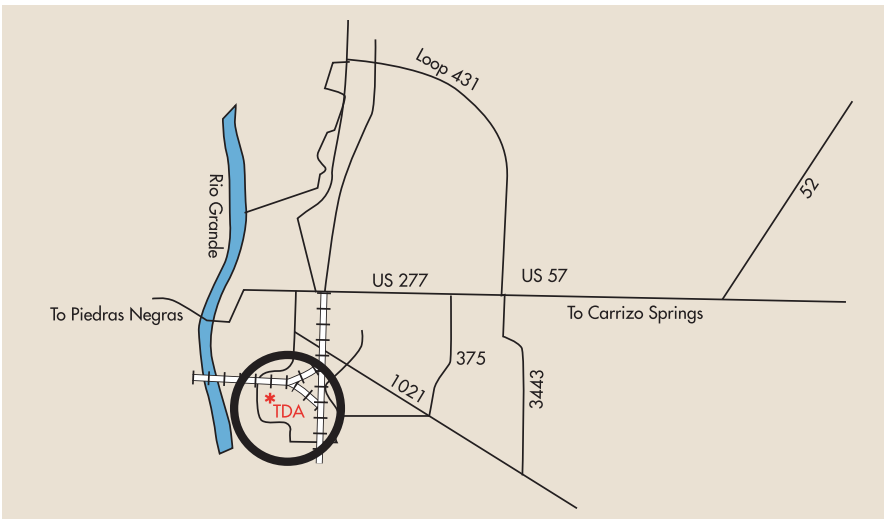 Loop 431
52
Rio Grande
US 277
US 57
To Piedras Negras
To Carrizo Springs
375
1021
3443
*TDA